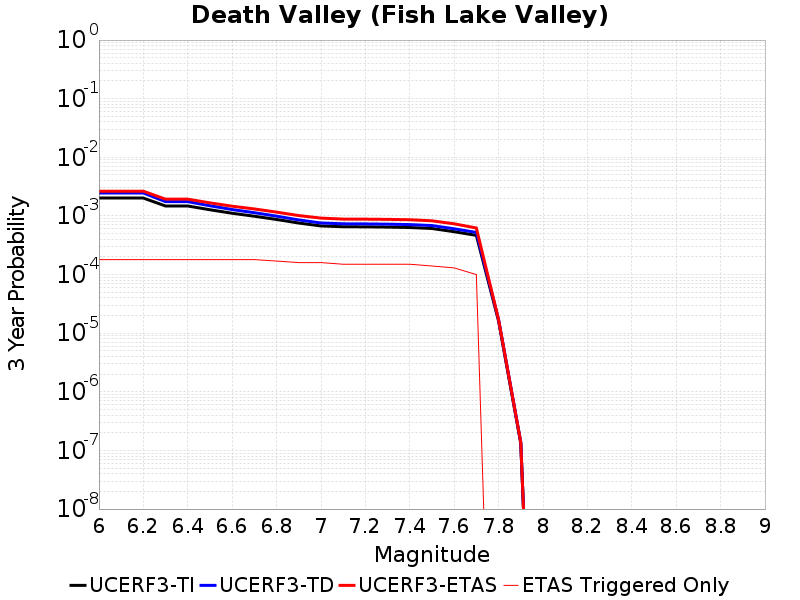 Death Valley (Fish Lake Valley)
10^0
10^-1
10^-2
10^-3
10^-4
10^-5
10^-6
10^-7
10^-8
3 Year Probability
6 6.2 6.4 6.6 6.8 7 7.2 7.4 7.6 7.8 8 8.2 8.4 8.6 8.8 9
Magnitude
UCERF3-TI UCERF3-TD UCERF3-ETAS ETAS Triggered Only